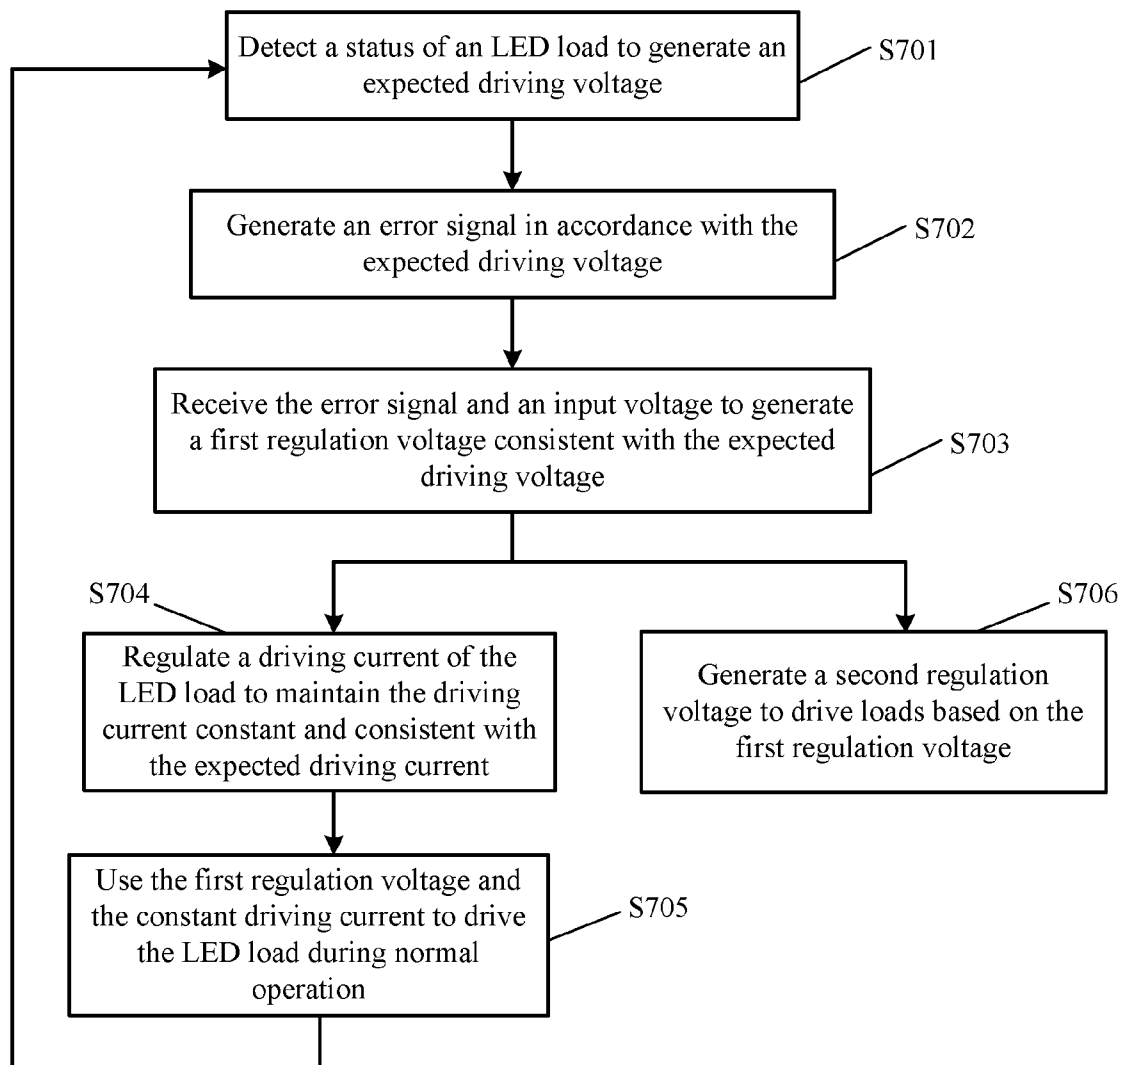 Detect a status of an LED load to generate an
expected driving voltage
S701
Generate an error signal in accordance with the
expected driving voltage
S702
Receive the error signal and an input voltage to generate
a first regulation voltage consistent with the expected
driving voltage
S703
S704
Regulate a driving current of the
LED load to maintain the driving
current constant and consistent with
the expected driving current
S706
Generate a second regulation
voltage to drive loads based on the
first regulation voltage
Use the first regulation voltage and
the constant driving current to drive
the LED load during normal
operation
S705